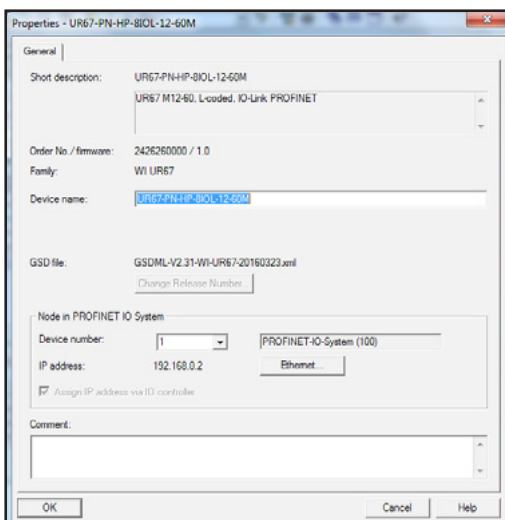 Properties - UR67-PN-HP-8IOL-12-60M
General
Short description: UR67-PN-HP-8IOL-12-60M
UR67 M12-60, L-coded, IO-Link PROFINET
Order No./ firmware: 2426260000 / 1.0
Family: WI UR67
Device name: UR67-PN-HP-8IOL-12-60M
GSD file: GSDML-V2.31-WI-UR67-20160323.xml
Change Release Number...
Node in PROFINET IO System
Device number: 1 PROFINET-IO-System (100)
IP address: 192.168.0.2 Ethernet...
Assign IP address via IO controller
Comment:
OK Cancel Help